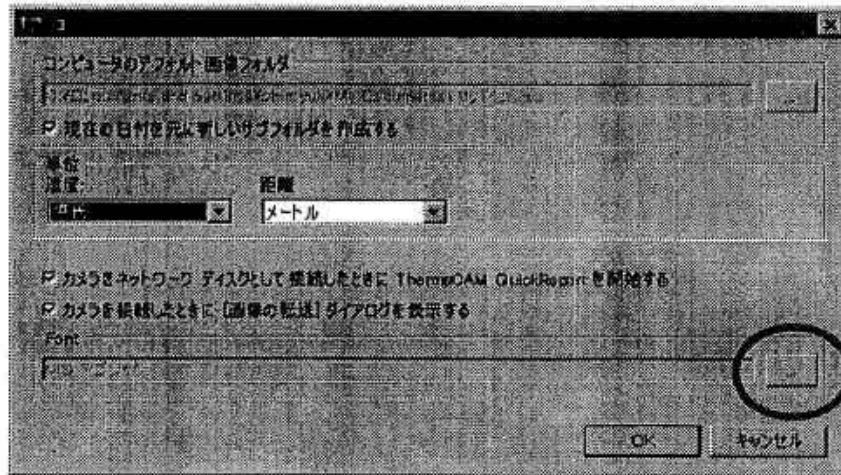 コンピュータのデフォルト画像フォルダ
...
現在の日付を元に新しいサブフォルダを作成する
単位
温度: 距離
摂氏 メートル
カメラをネットワーク ディスクとして接続したときに ThermoCAM QuickReport を開始する
カメラを接続したときに [画像の転送] ダイアログを表示する
Font
...
OK キャンセル